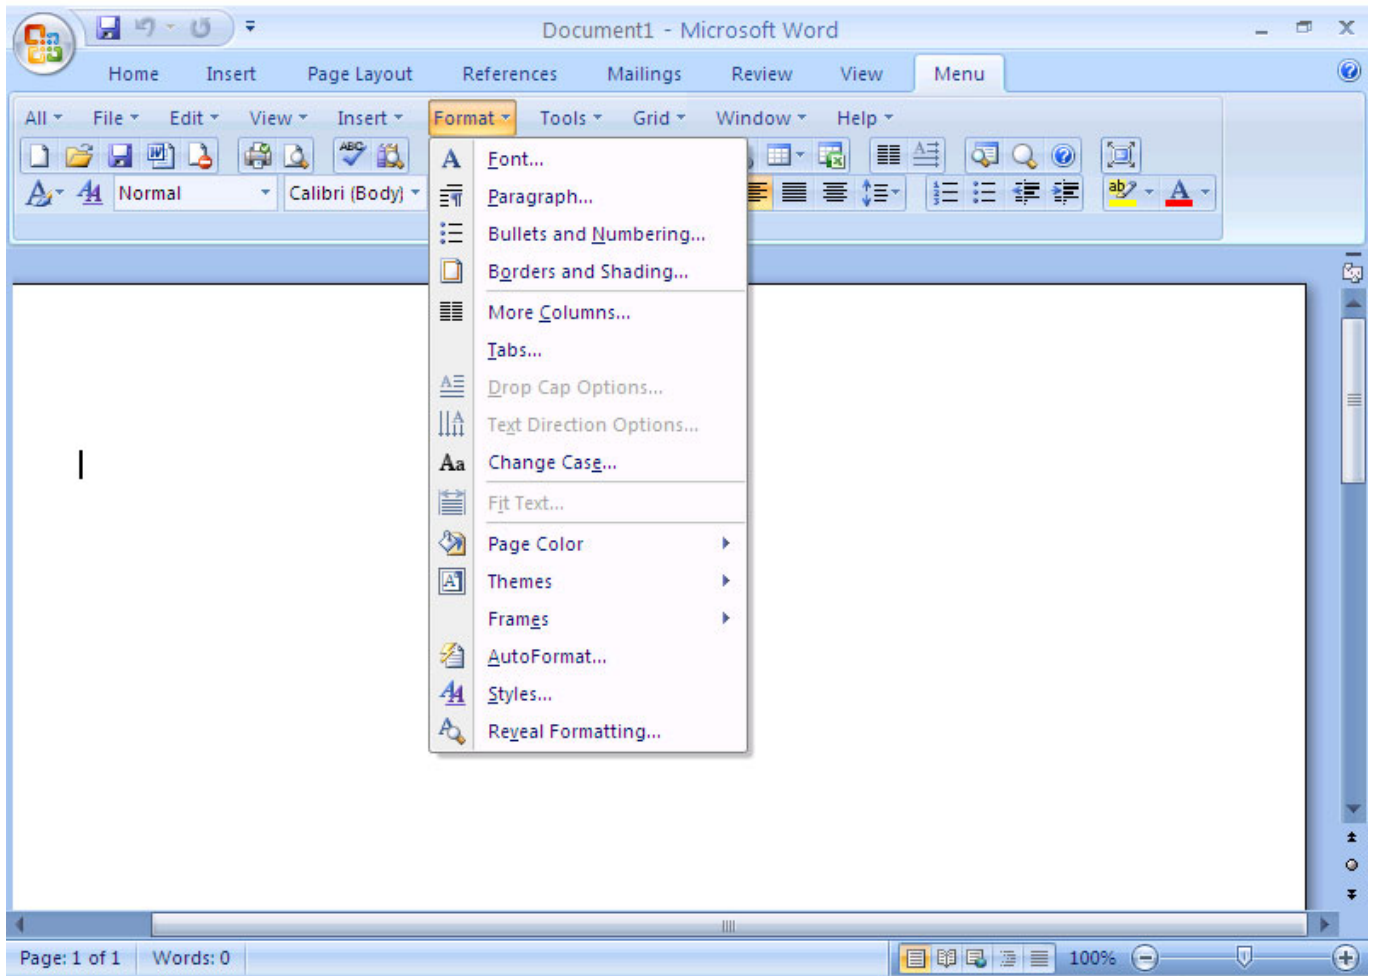 Document1 - Microsoft Word
Home Insert Page Layout References Mailings Review View Menu
All File Edit View Insert Format Tools Grid Window Help
ABC
Normal Calibri (Body) ab A
Font...
Paragraph...
Bullets and Numbering...
Borders and Shading...
More Columns...
Tabs...
Drop Cap Options...
Text Direction Options...
Aa Change Case...
Fit Text...
Page Color
Themes
Frames
AutoFormat...
Styles...
Reveal Formatting...
Page: 1 of 1 Words: 0 100%